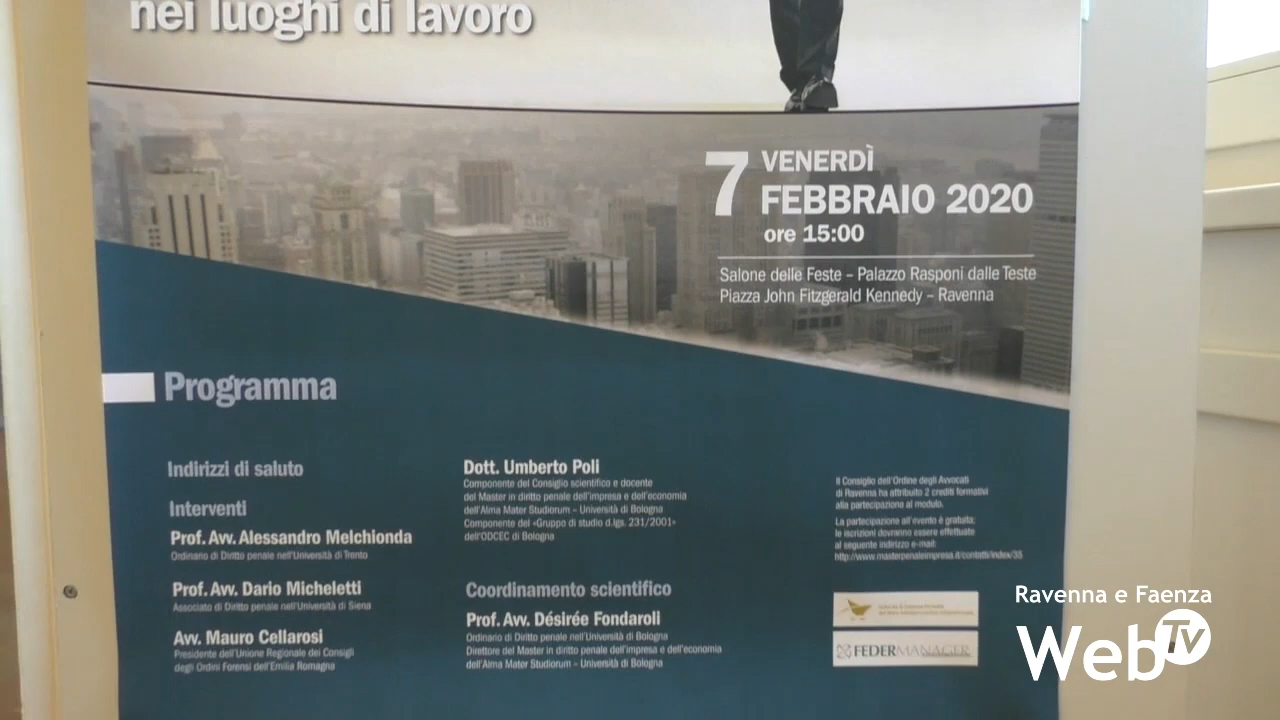 nei luoghi di lavoro
7 VENERDÌ
FEBBRAIO 2020
ore 15:00
Salone delle Feste – Palazzo Rasponi dalle Teste
Piazza John Fitzgerald Kennedy – Ravenna
Programma
Indirizzi di saluto
Interventi
Prof. Avv. Alessandro Melchionda
Ordinario di Diritto penale nell'Università di Trento
Prof. Avv. Dario Micheletti
Associato di Diritto penale nell'Università di Siena
Avv. Mauro Cellarosi
Presidente dell'Unione Regionale dei Consigli
degli Ordini Forensi dell'Emilia Romagna
Dott. Umberto Poli
Componente del Consiglio scientifico e docente
del Master in diritto penale dell'impresa e dell'economia
dell'Alma Mater Studiorum – Università di Bologna
Componente del «Gruppo di studio d.lgs. 231/2001»
dell'ODCEC di Bologna
Coordinamento scientifico
Prof. Avv. Désirée Fondaroli
Ordinario di Diritto penale nell'Università di Bologna
Direttore del Master in diritto penale dell'impresa e dell'economia
dell'Alma Mater Studiorum – Università di Bologna
Il Consiglio dell'Ordine degli Avvocati
di Ravenna ha attribuito 2 crediti formativi
alla partecipazione al modulo.
La partecipazione all'evento è gratuita;
le iscrizioni dovranno essere effettuate
al seguente indirizzo e-mail:
http://www.masterpenaleimpresa.it/contatti/index/35
FEDERMANAGER
Ravenna e Faenza
WebTv